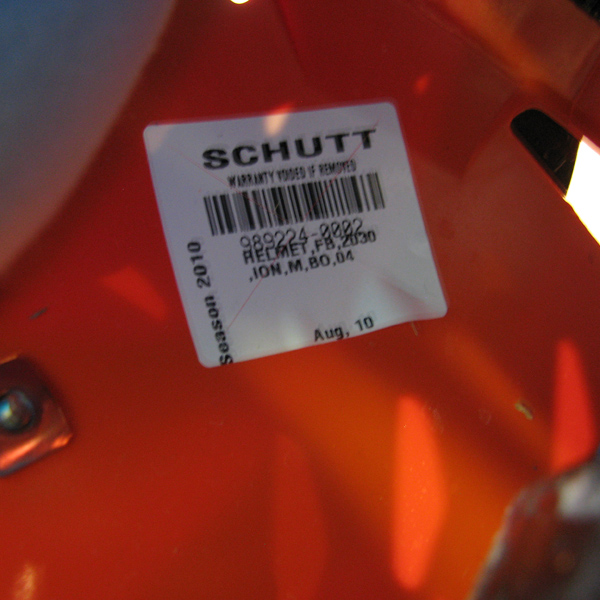 SCHUTT
WARRANTY VOIDED IF REMOVED
989224-0002
HELMET,FB,2030
,ION,M,BO,04
Aug, 10
Season 2010